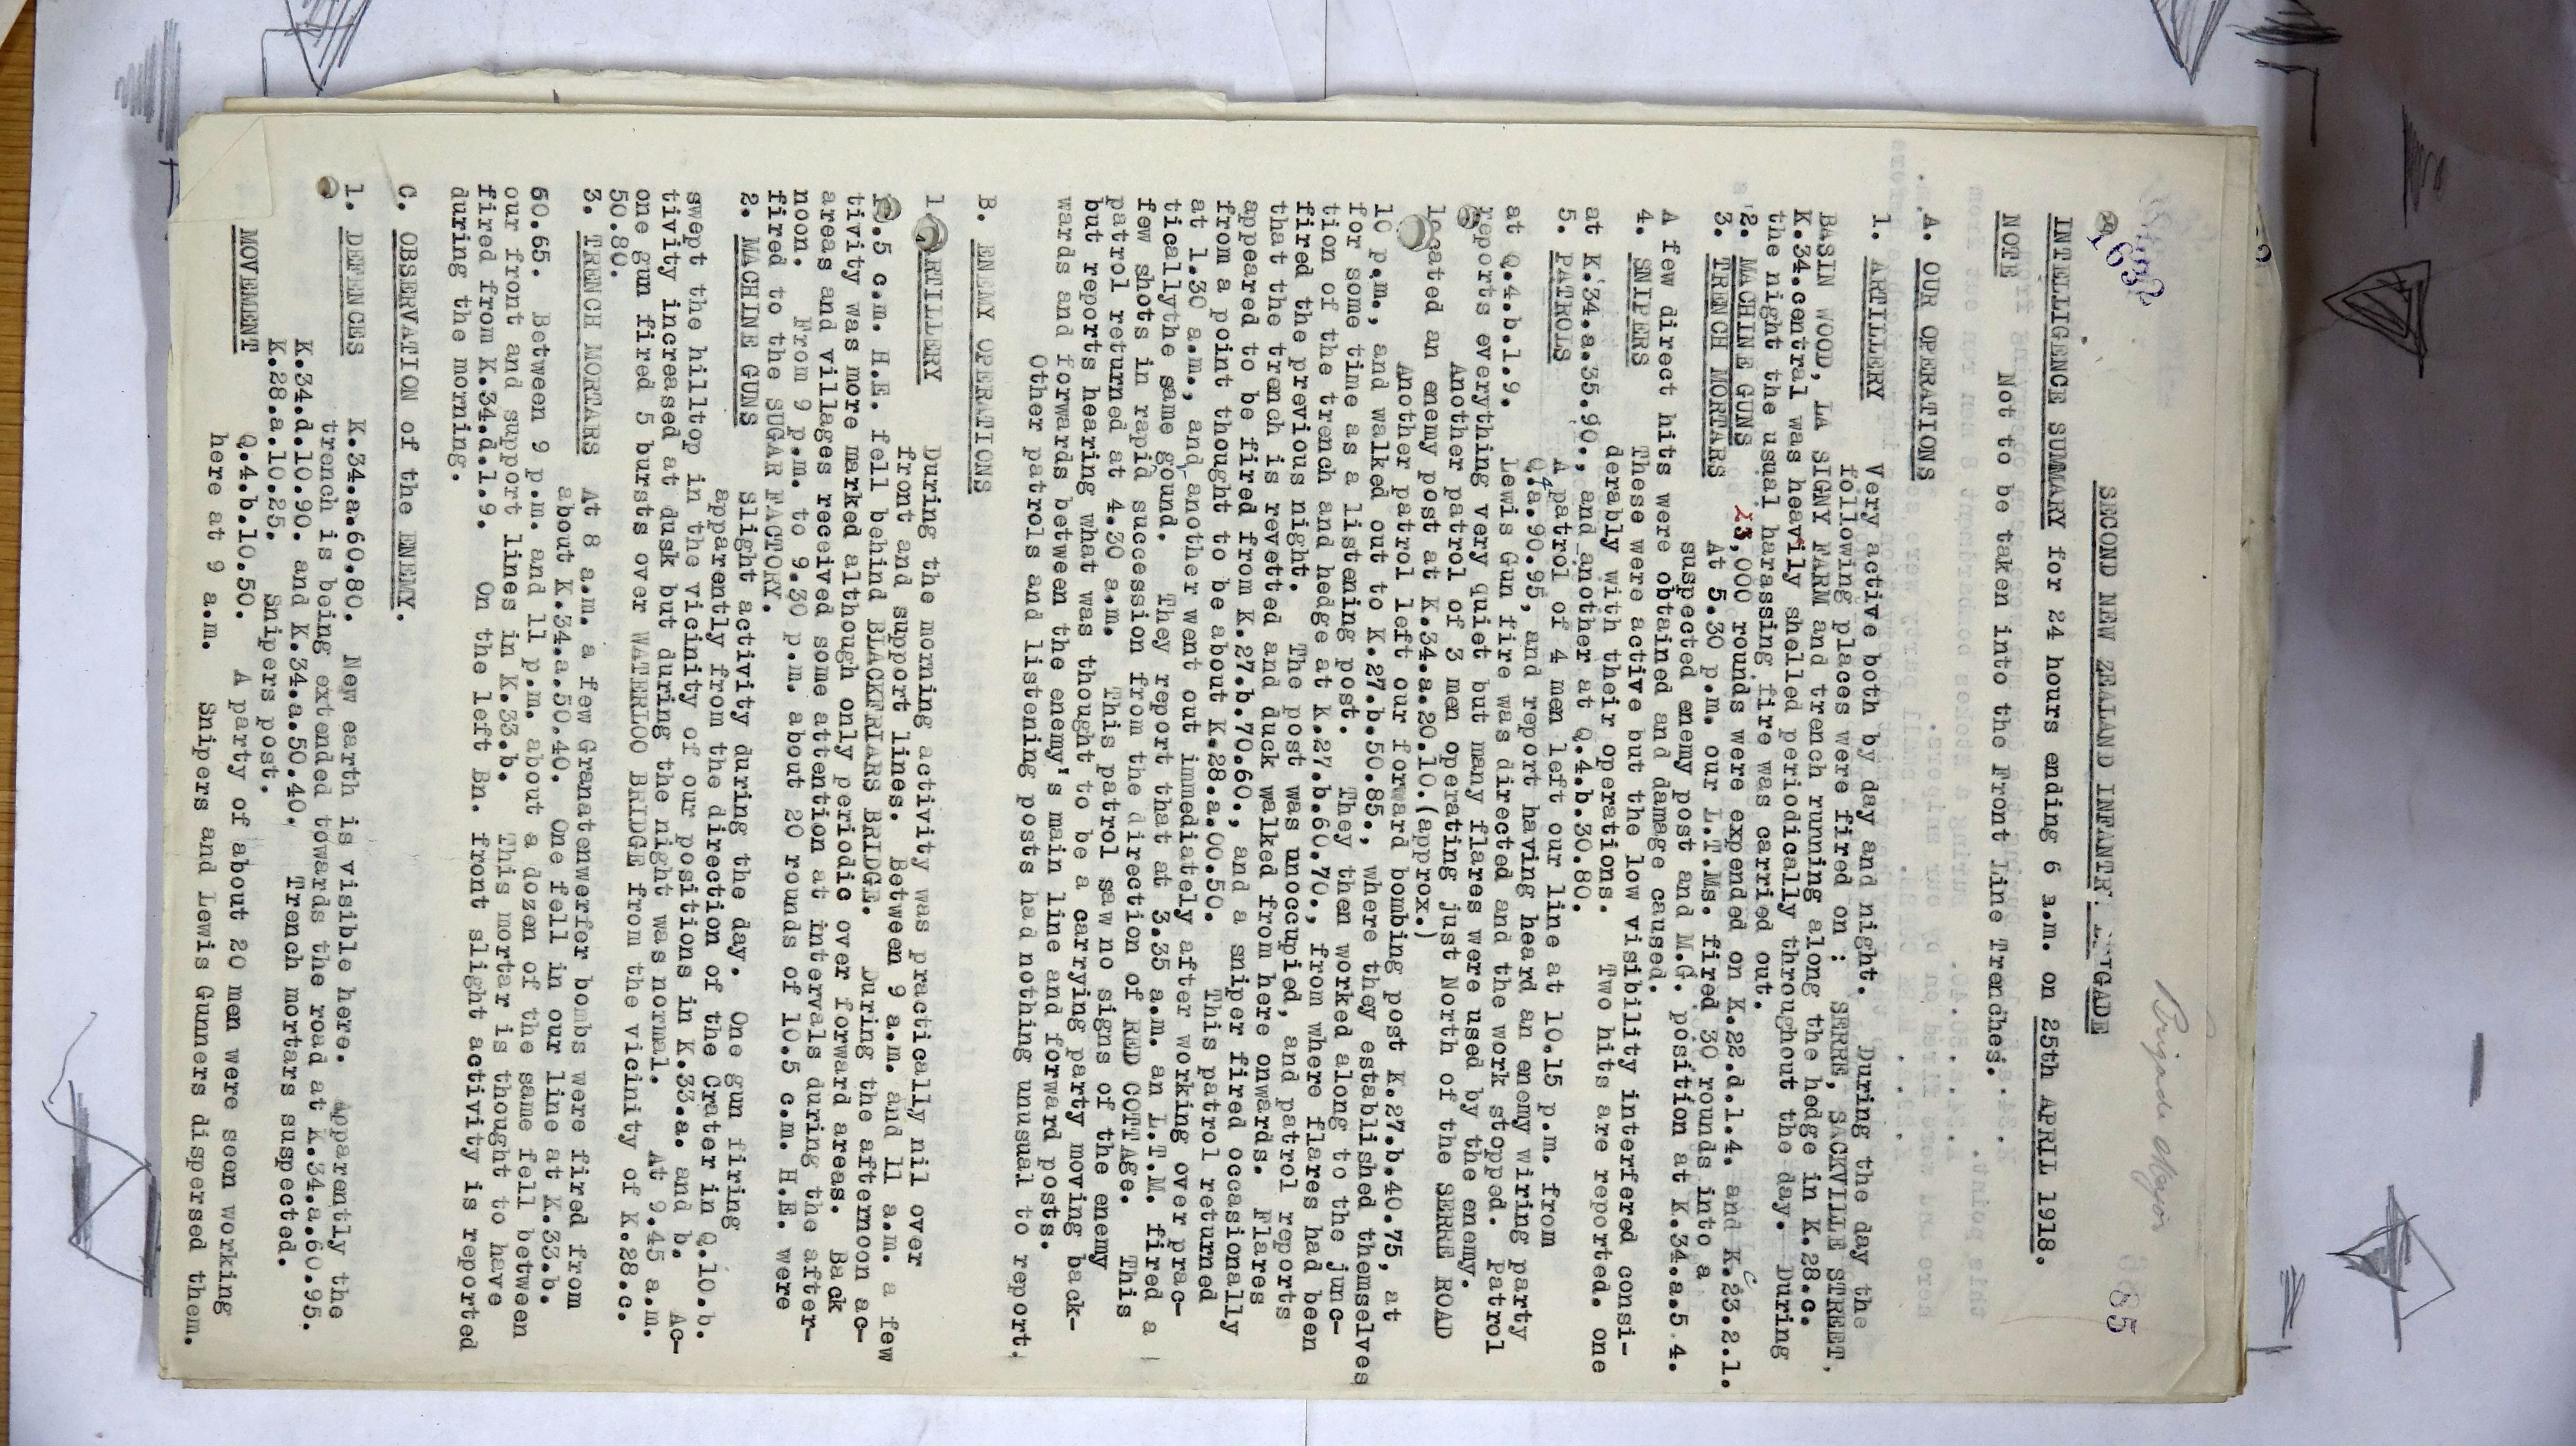 1632
Brigade Major
885
SECOND NEW ZEALAND INFANTRY BRIGADE
INTELLIGENCE SUMMARY for 24 hours ending 6 a.m. on 25th APRIL 1918.
NOTE Not to be taken into the Front Line Trenches.
A. OUR OPERATIONS
1. ARTILLERY Very active both by day and night. During the day the
following places were fired on : SERRE, SACKVILLE STREET,
BASIN WOOD, LA SIGNY FARM and trench running along the hedge in K.28.c.
K.34.central was heavily shelled periodically throughout the day. During
the night the usual harassing fire was carried out.
2. MACHINE GUNS ,000 rounds were expended on K.22.d.1.4. and K.23.c.2.1.
3. TRENCH MORTARS At 5.30 p.m. our L.T.Ms. fired 30 rounds into a
suspected enemy post and M.G. position at K.34.a.5.4.
A few direct hits were obtained and damage caused.
4. SNIPERS These were active but the low visibility interfered consi-
derably with their operations. Two hits are reported. one
at K.34.a.35.90., and another at Q.4.b.30.80.
5. PATROLS A patrol of 4 men left our line at 10.15 p.m. from
Q.4.a.90.95, and report having heard an enemy wiring party
at Q.4.b.1.9. Lewis Gun fire was directed and the work stopped. Patrol
reports everything very quiet but many flares were used by the enemy.
Another patrol of 3 men operating just North of the SERRE ROAD
located an enemy post at K.34.a.20.10.(approx.)
Another patrol left our forward bombing post K.27.b.40.75, at
10 p.m., and walked out to K.27.b.50.85., where they established themselves
for some time as a listening post. They then worked along to the junc-
tion of the trench and hedge at K.27.b.60.70., from where flares had been
fired the previous night. The post was unoccupied, and patrol reports
that the trench is revetted and duck walked from here onwards. Flares
appeared to be fired from K.27.b.70.60., and a sniper fired occasionally
from a point thought to be about K.28.a.00.50. This patrol returned
at 1.30 a.m., and another went out immediately after working over prac-
ticallythe same gound. They report that at 3.35 a.m. an L.T.M. fired a
few shots in rapid succession from the direction of RED COTTAGE. This
patrol returned at 4.30 a.m. This patrol saw no signs of the enemy
but reports hearing what was thought to be a carrying party moving back-
wards and forwards between the enemy's main line and forward posts.
Other patrols and listening posts had nothing unusual to report.
B. ENEMY OPERATIONS
1 ARTILLERY During the morning activity was practically nil over
front and support lines. Between 9 a.m. and 11 a.m. a few
.5 c.m. H.E. fell behind BLACKFRIARS BRIDGE. During the afternoon ac-
tivity was more marked although only periodic over forward areas. Back
areas and villages received some attention at intervals during the after-
noon. From 9 p.m. to 9.30 p.m. about 20 rounds of 10.5 c.m. H.E. were
fired to the SUGAR FACTORY.
2. MACHINE GUNS Slight activity during the day. One gun firing
apparently from the direction of the Crater in Q.10.b.
swept the hilltop in the vicinity of our positions in K.33.a. and b. Ac-
tivity increased at dusk but during the night was normal. At 9.45 a.m.
one gun fired 5 bursts over WATERLOO BRIDGE from the vicinity of K.28.c.
50.80.
3. TRENCH MORTARS At 8 a.m. a few Granatenwerfer bombs were fired from
about K.34.a.50.40. One fell in our line at K.33.b.
60.65. Between 9 p.m. and 11 p.m. about a dozen of the same fell between
our front and support lines in K.33.b. This mortar is thought to have
fired from K.34.d.1.9. On the left Bn. front slight activity is reported
during the morning.
C. OBSERVATION of the ENEMY.
1. DEFENCES K.34.a.60.80. New earth is visible here. Apparently the
trench is being extended towards the road at K.34.a.60.95.
K.34.d.10.90. and K.34.a.50.40. Trench mortars suspected.
K.28.a.10.25. Snipers post.
MOVEMENT Q.4.b.10.50. A party of about 20 men were seen working
here at 9 a.m. Snipers and Lewis Gunners dispersed them.